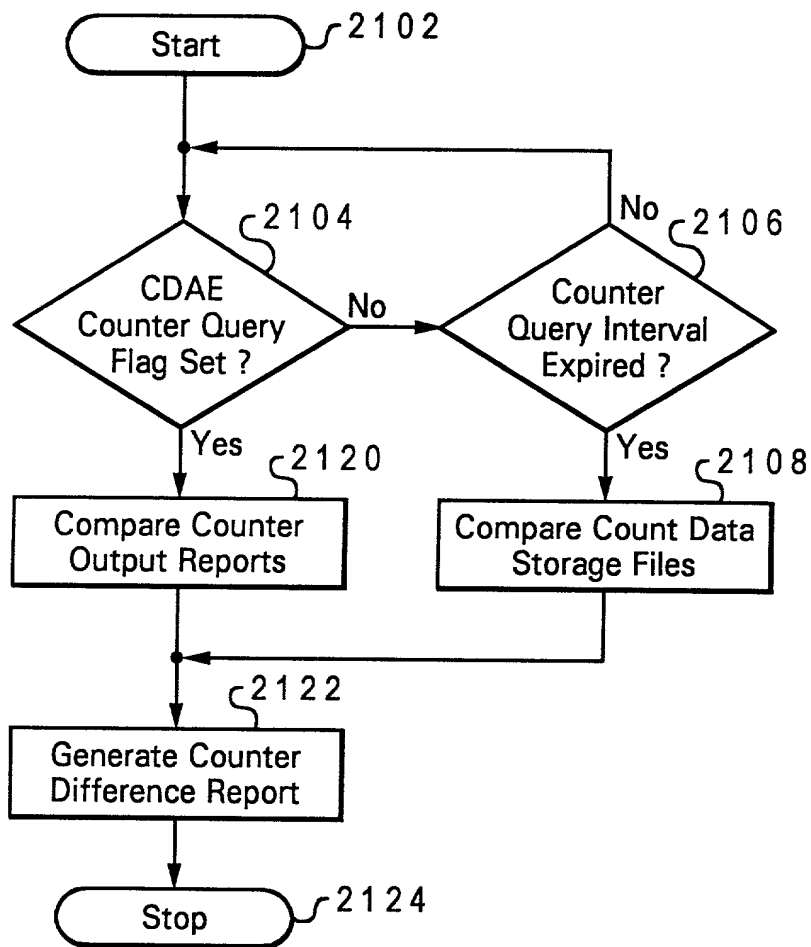 Start
2102
2104
CDAE
Counter Query
Flag Set ?
No
No
2106
Counter
Query Interval
Expired ?
Yes
2120
Compare Counter
Output Reports
Yes
2108
Compare Count Data
Storage Files
2122
Generate Counter
Difference Report
Stop
2124